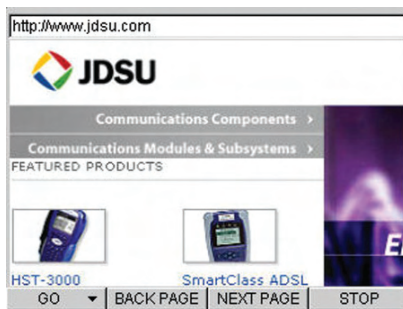 http://www.jdsu.com
JDSU
Communications Components ›
Communications Modules & Subsystems ›
FEATURED PRODUCTS
HST-3000
SmartClass ADSL
GO
BACK PAGE
NEXT PAGE
STOP